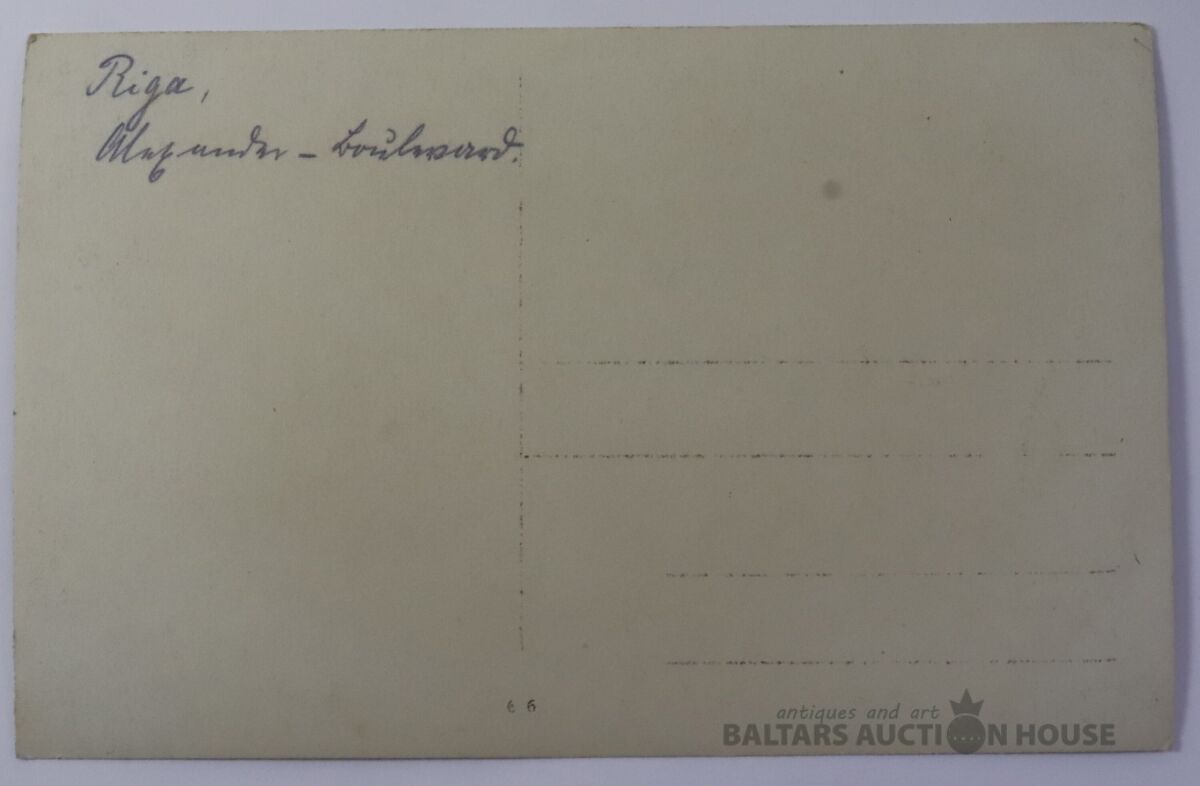 Riga,
Alexander - Boulevard.
6 6
antiques and art
BALTARS AUCTION HOUSE